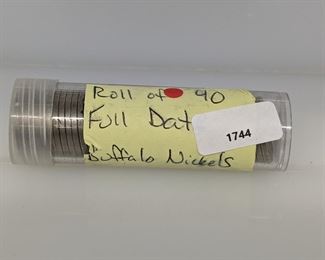 Roll of 40
Full Dat
1744
Buffalo Nickels